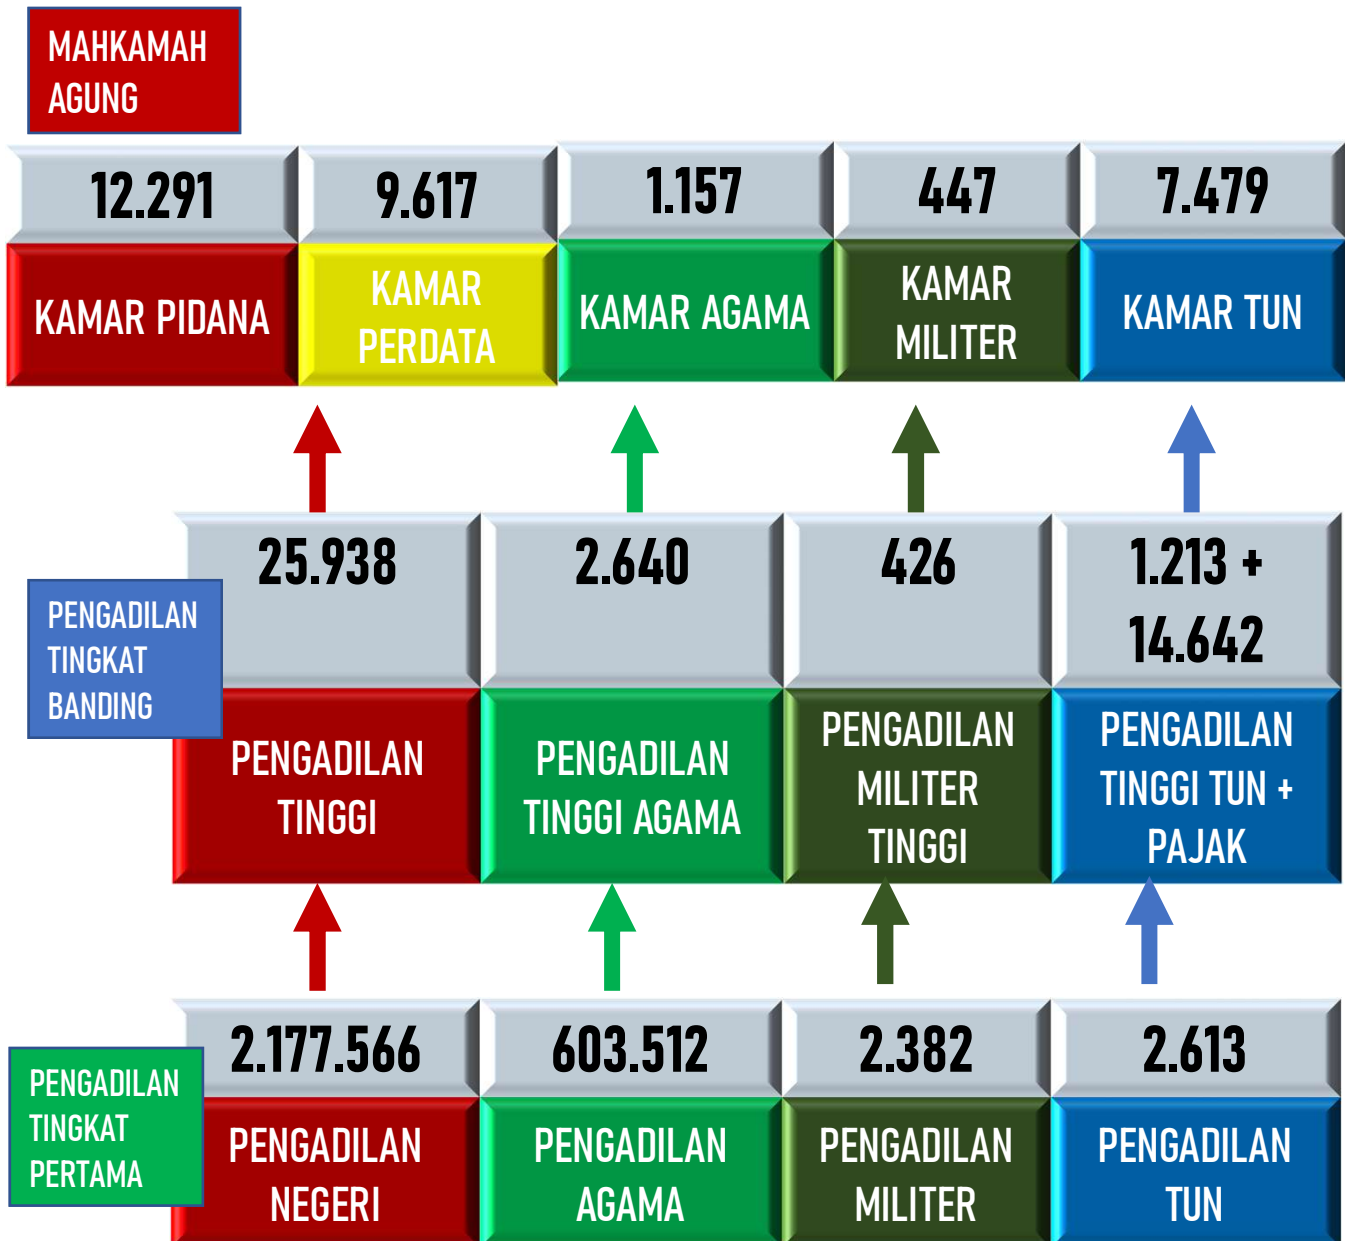 MAHKAMAH
AGUNG
12.291
9.617
1.157
447
7.479
KAMAR PIDANA
KAMAR
PERDATA
KAMAR AGAMA
KAMAR
MILITER
KAMAR TUN
PENGADILAN
TINGKAT
BANDING
25.938
2.640
426
1.213 +
14.642
PENGADILAN
TINGGI
PENGADILAN
TINGGI AGAMA
PENGADILAN
MILITER
TINGGI
PENGADILAN
TINGGI TUN +
PAJAK
PENGADILAN
TINGKAT
PERTAMA
2.177.566
603.512
2.382
2.613
PENGADILAN
NEGERI
PENGADILAN
AGAMA
PENGADILAN
MILITER
PENGADILAN
TUN